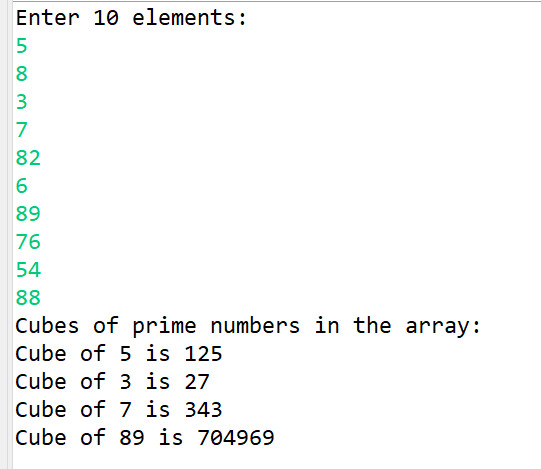 Enter 10 elements:
5
8
3
7
82
6
89
76
54
88
Cubes of prime numbers in the array:
Cube of 5 is 125
Cube of 3 is 27
Cube of 7 is 343
Cube of 89 is 704969